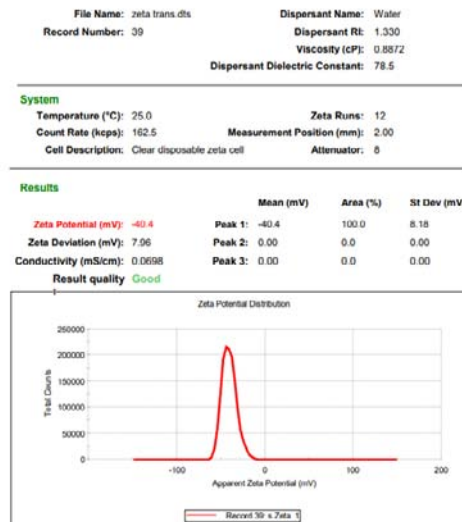 File Name: zeta trans.dts Dispersant Name: Water
Record Number: 39 Dispersant RI: 1.330
Viscosity (cP): 0.8872
Dispersant Dielectric Constant: 78.5
System
Temperature (°C): 25.0 Zeta Runs: 12
Count Rate (kcps): 162.5 Measurement Position (mm): 2.00
Cell Description: Clear disposable zeta cell Attenuator: 8
Results
Mean (mV) Area (%) St Dev (mV
Zeta Potential (mV): -40.4 Peak 1: -40.4 100.0 8.18
Zeta Deviation (mV): 7.96 Peak 2: 0.00 0.0 0.00
Conductivity (mS/cm): 0.0698 Peak 3: 0.00 0.0 0.00
Result quality Good
Zeta Potential Distribution
250000
200000
150000
100000
50000
0
Total Counts
-100 0 100 200
Apparent Zeta Potential (mV)
Record 39: s Zeta 1